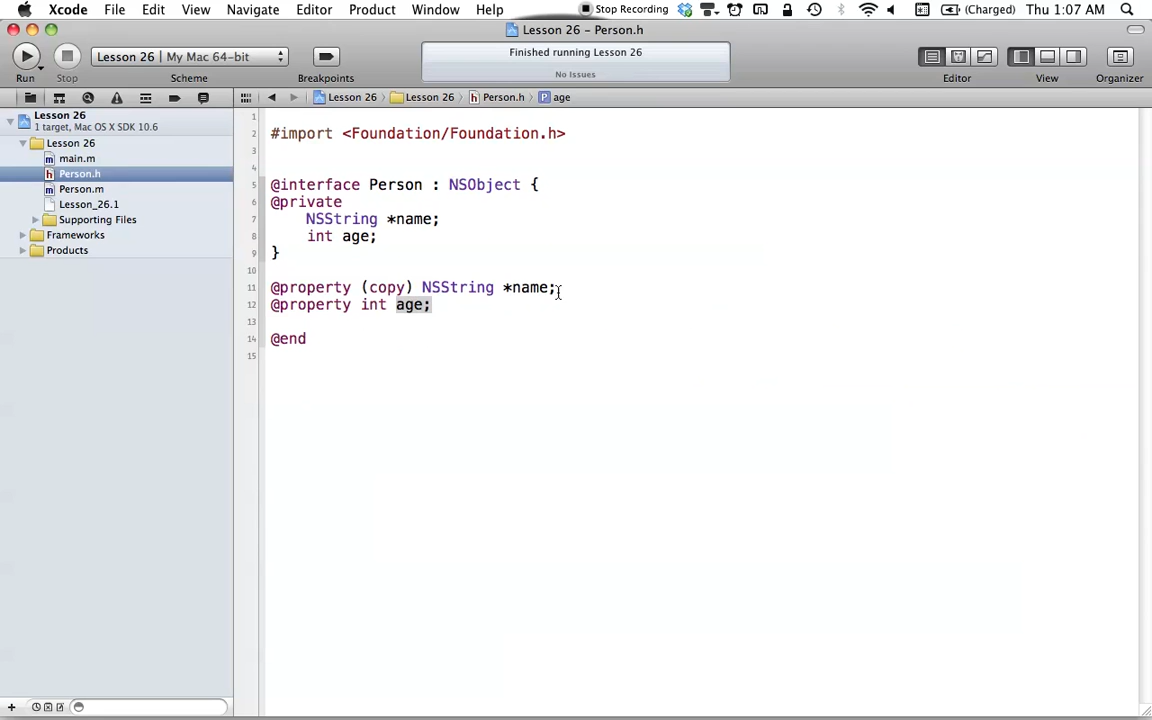 Xcode File Edit View Navigate Editor Product Window Help Stop Recording (Charged) Thu 1:07 AM
Lesson 26 – Person.h
Lesson 26 My Mac 64-bit
Finished running Lesson 26
No Issues
Run Stop Scheme Breakpoints Editor View Organizer
Lesson 26 Lesson 26 Person.h age
Lesson 26
1 target, Mac OS X SDK 10.6
Lesson 26
main.m
Person.h
Person.m
Lesson_26.1
Supporting Files
Frameworks
Products
1
2 #import <Foundation/Foundation.h>
3
4
5 @interface Person : NSObject {
6 @private
7 NSString *name;
8 int age;
9 }
10
11 @property (copy) NSString *name;
12 @property int age;
13
14 @end
15